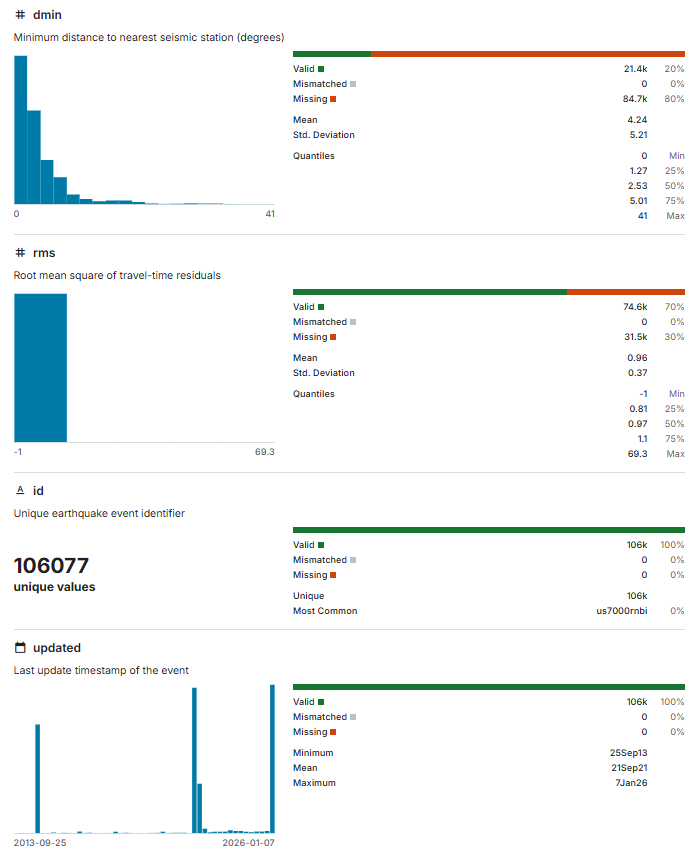 dmin
Minimum distance to nearest seismic station (degrees)
0 41
Valid 21.4k 20%
Mismatched 0 0%
Missing 84.7k 80%
Mean 4.24
Std. Deviation 5.21
Quantiles 0 Min
1.27 25%
2.53 50%
5.01 75%
41 Max
rms
Root mean square of travel-time residuals
-1 69.3
Valid 74.6k 70%
Mismatched 0 0%
Missing 31.5k 30%
Mean 0.96
Std. Deviation 0.37
Quantiles -1 Min
0.81 25%
0.97 50%
1.1 75%
69.3 Max
A id
Unique earthquake event identifier
106077
unique values
Valid 106k 100%
Mismatched 0 0%
Missing 0 0%
Unique 106k
Most Common us7000rnbi 0%
updated
Last update timestamp of the event
2013-09-25 2026-01-07
Valid 106k 100%
Mismatched 0 0%
Missing 0 0%
Minimum 25Sep13
Mean 21Sep21
Maximum 7Jan26